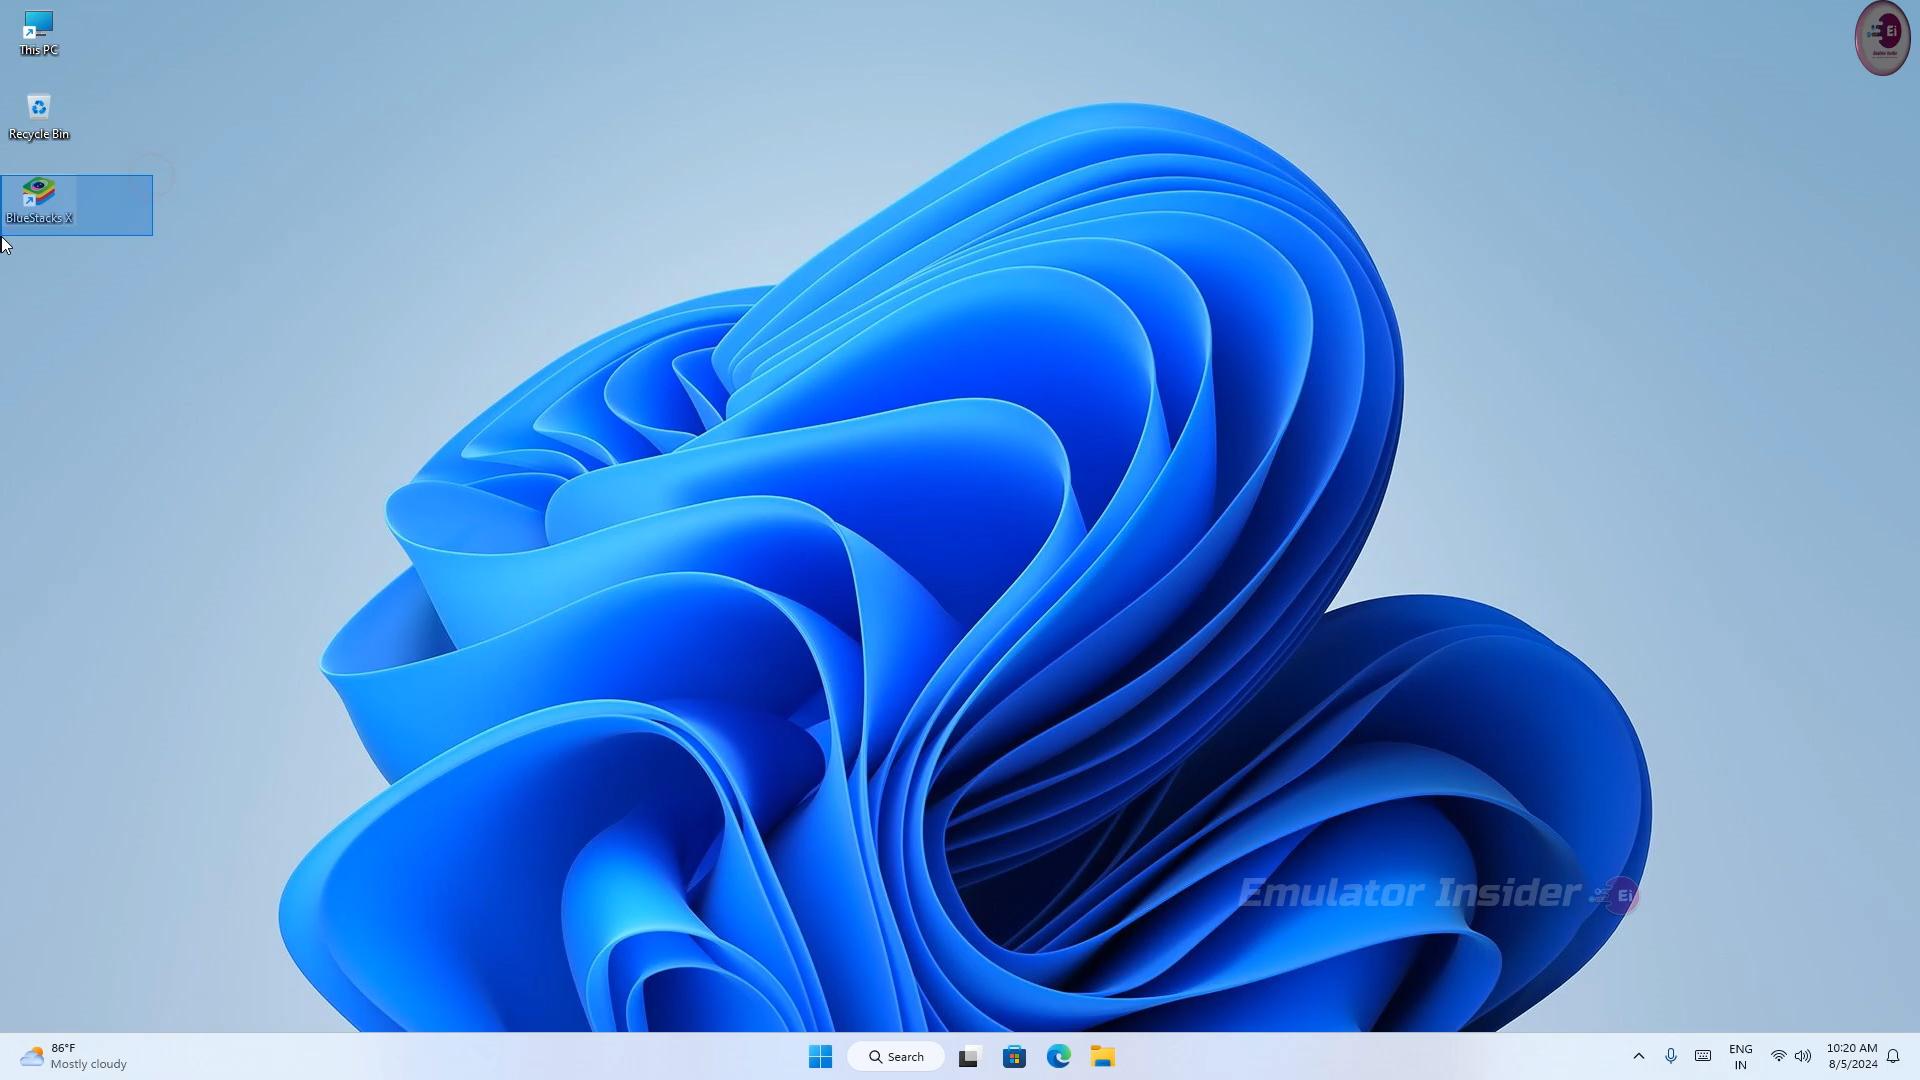 This PC
Recycle Bin
BlueStacks X
Ei
Emulator Insider
Ei
86°F
Mostly cloudy
Search
ENG
IN
10:20 AM
8/5/2024